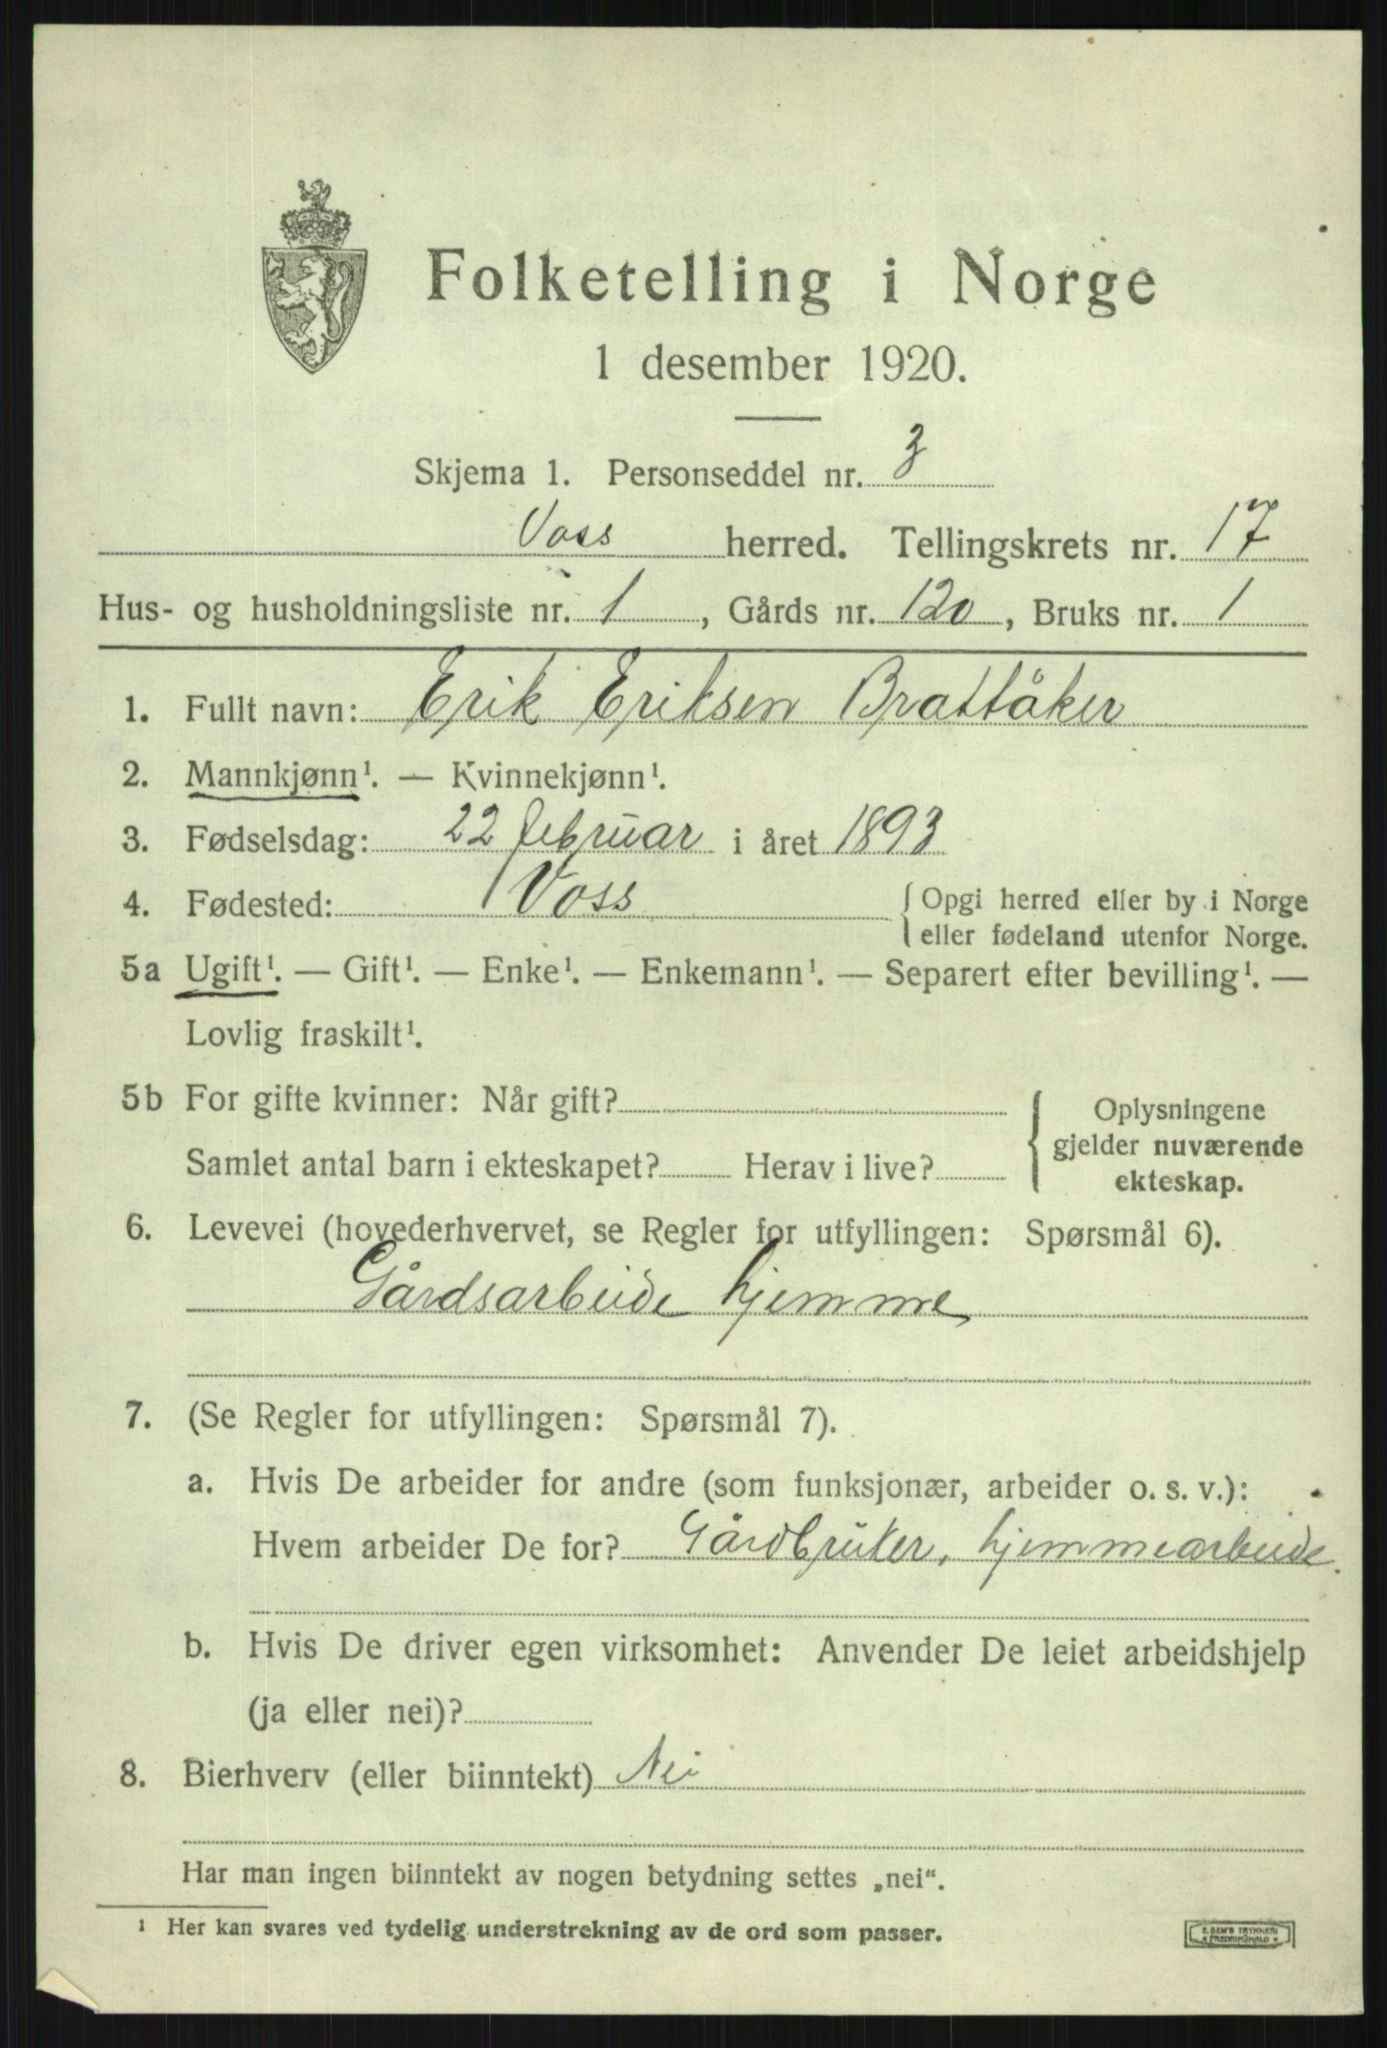 Folketelling i Norge
1 desember 1920.
Skjema 1. Personseddel nr. 3
Voss herred. Tellingskrets nr. 17
Hus- og husholdningsliste nr. 1, Gårds nr. 120, Bruks nr. 1
1. Fullt navn: Erik Eriksen Brattåker
2. Mannkjønn¹. — Kvinnekjønn¹.
3. Fødselsdag: 22 februar i året 1893
4. Fødested: Voss { Opgi herred eller by i Norge
eller fødeland utenfor Norge.
5a Ugift¹. — Gift¹. — Enke¹. — Enkemann¹. — Separert efter bevilling¹. —
Lovlig fraskilt¹.
5b For gifte kvinner: Når gift?
Samlet antal barn i ekteskapet? Herav i live?
{ Oplysningene
gjelder nuværende
ekteskap.
6. Levevei (hovederhvervet, se Regler for utfyllingen: Spørsmål 6).
Gårdsarbeide hjemme
7. (Se Regler for utfyllingen: Spørsmål 7).
a. Hvis De arbeider for andre (som funksjonær, arbeider o. s. v.):
Hvem arbeider De for? Gårdbruker, hjemmearbeide.
b. Hvis De driver egen virksomhet: Anvender De leiet arbeidshjelp
(ja eller nei)?
8. Bierhverv (eller biinntekt) Nei
Har man ingen biinntekt av nogen betydning settes „nei“.
¹ Her kan svares ved tydelig understrekning av de ord som passer.
E. SEM'S TRYKKERI
FREDRIKSHALD